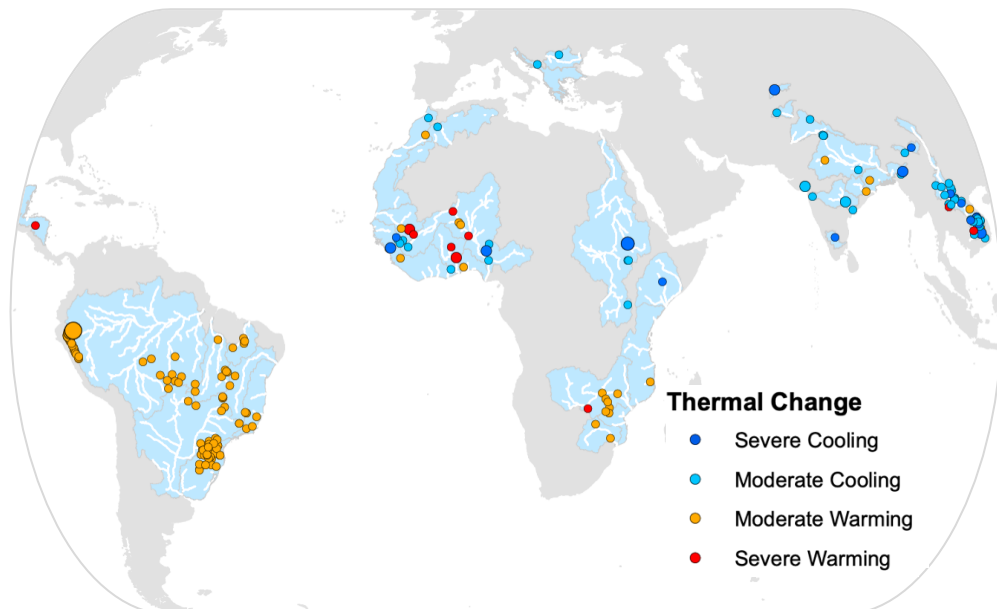 Thermal Change
Severe Cooling
Moderate Cooling
Moderate Warming
Severe Warming